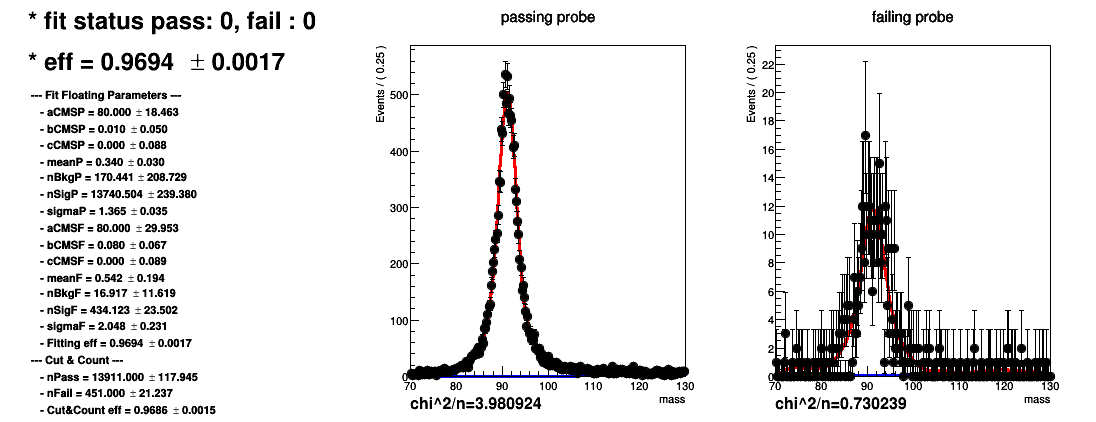 * fit status pass: 0, fail : 0
* eff = 0.9694 ± 0.0017
--- Fit Floating Parameters ---
- aCMSP = 80.000 ± 18.463
- bCMSP = 0.010 ± 0.050
- cCMSP = 0.000 ± 0.088
- meanP = 0.340 ± 0.030
- nBkgP = 170.441 ± 208.729
- nSigP = 13740.504 ± 239.380
- sigmaP = 1.365 ± 0.035
- aCMSF = 80.000 ± 29.953
- bCMSF = 0.080 ± 0.067
- cCMSF = 0.000 ± 0.089
- meanF = 0.542 ± 0.194
- nBkgF = 16.917 ± 11.619
- nSigF = 434.123 ± 23.502
- sigmaF = 2.048 ± 0.231
- Fitting eff = 0.9694 ± 0.0017
--- Cut & Count ---
- nPass = 13911.000 ± 117.945
- nFail = 451.000 ± 21.237
- Cut&Count eff = 0.9686 ± 0.0015
passing probe
Events / ( 0.25 )
500
400
300
200
100
0
70 80 90 100 110 120 130
mass
chi^2/n=3.980924
failing probe
Events / ( 0.25 )
22
20
18
16
14
12
10
8
6
4
2
0
70 80 90 100 110 120 130
mass
chi^2/n=0.730239